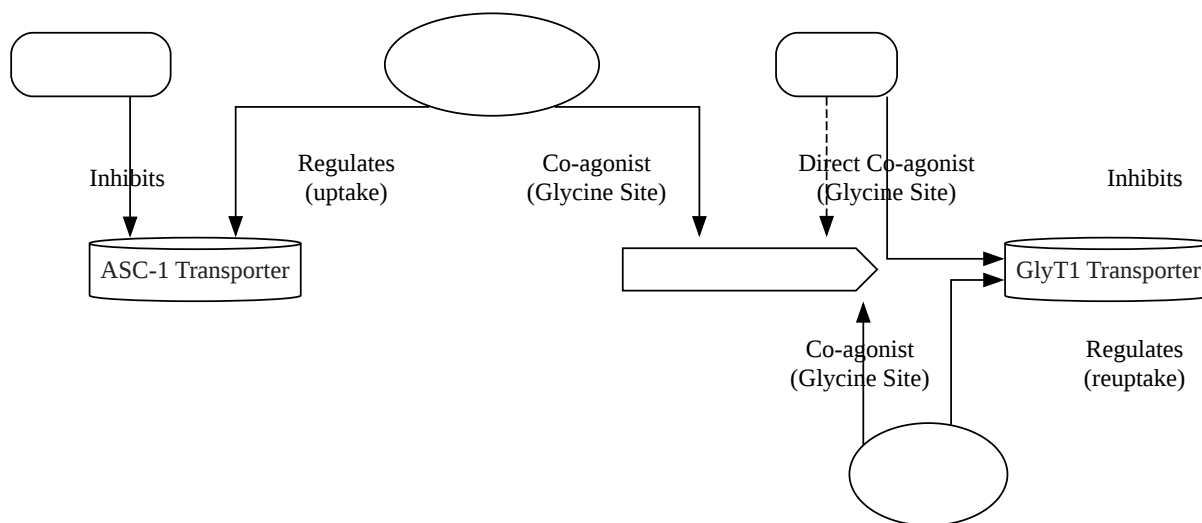 Inhibits
Regulates
(uptake)
Co-agonist
(Glycine Site)
Direct Co-agonist
(Glycine Site)
Inhibits
ASC-1 Transporter
GlyT1 Transporter
Co-agonist
(Glycine Site)
Regulates
(reuptake)